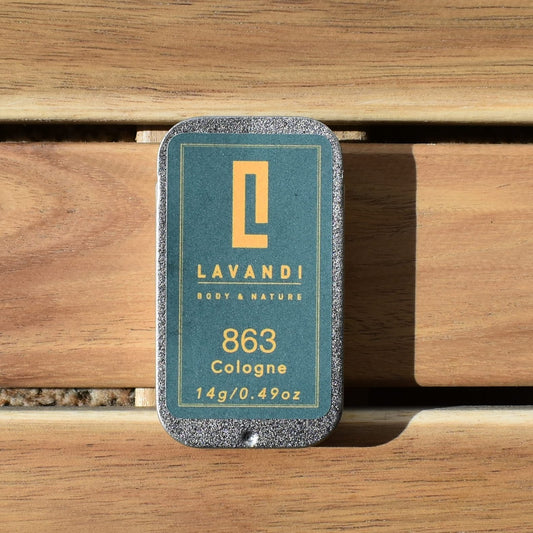 LAVANDI
BODY & NATURE
863
Cologne
14g/0.49oz